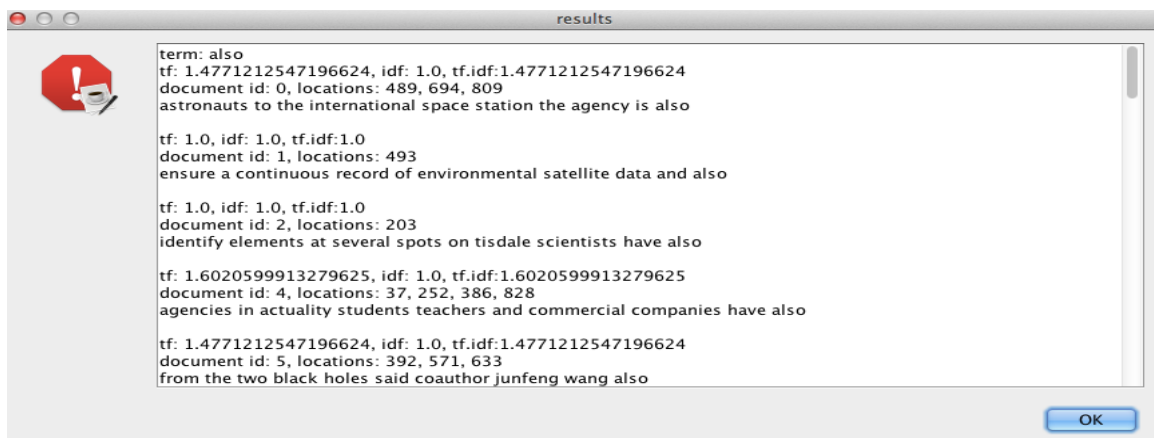 results
term: also
tf: 1.4771212547196624, idf: 1.0, tf.idf:1.4771212547196624
document id: 0, locations: 489, 694, 809
astronauts to the international space station the agency is also
tf: 1.0, idf: 1.0, tf.idf:1.0
document id: 1, locations: 493
ensure a continuous record of environmental satellite data and also
tf: 1.0, idf: 1.0, tf.idf:1.0
document id: 2, locations: 203
identify elements at several spots on tisdale scientists have also
tf: 1.6020599913279625, idf: 1.0, tf.idf:1.6020599913279625
document id: 4, locations: 37, 252, 386, 828
agencies in actuality students teachers and commercial companies have also
tf: 1.4771212547196624, idf: 1.0, tf.idf:1.4771212547196624
document id: 5, locations: 392, 571, 633
from the two black holes said coauthor junfeng wang also
OK